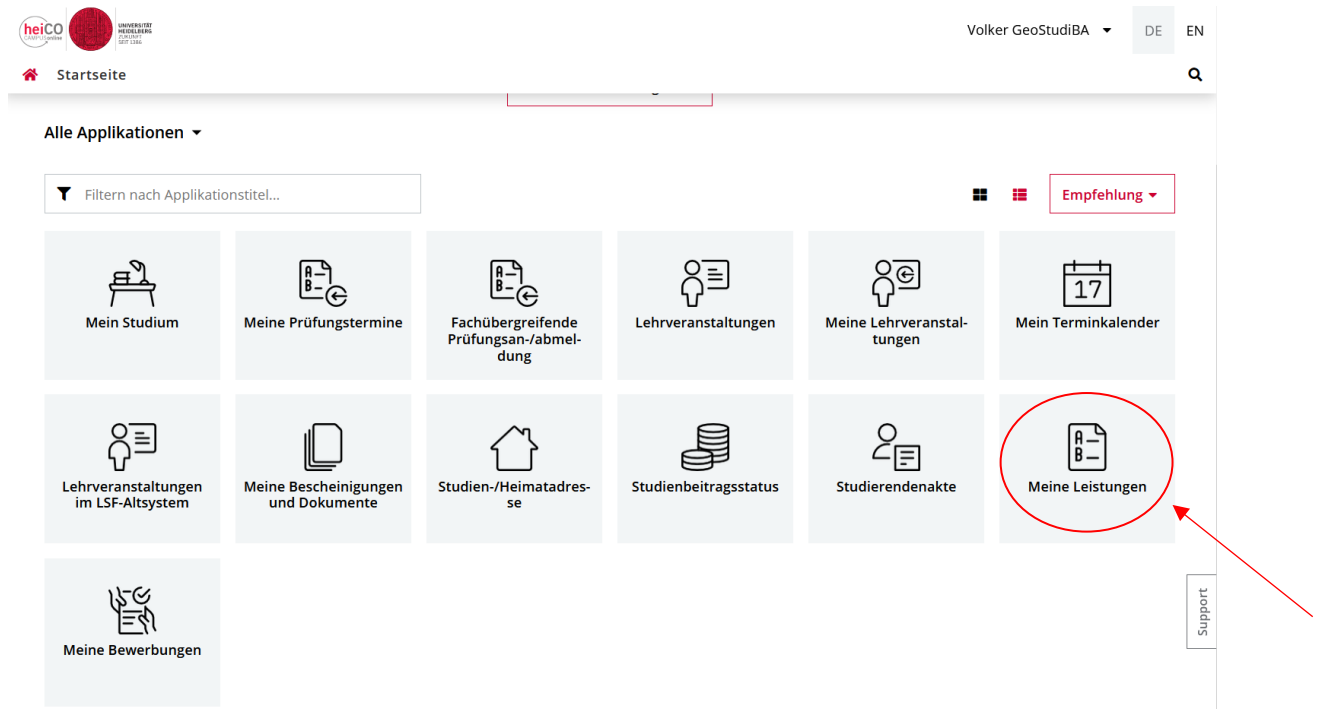 heiCO
CAMPUSonline
UNIVERSITÄT
HEIDELBERG
ZUKUNFT
SEIT 1386
Volker GeoStudiBA
DE
EN
Startseite
Alle Applikationen
Filtern nach Applikationstitel...
Empfehlung
Mein Studium
Meine Prüfungstermine
Fachübergreifende
Prüfungsan-/abmel-
dung
Lehrveranstaltungen
Meine Lehrveranstal-
tungen
17
Mein Terminkalender
Lehrveranstaltungen
im LSF-Altsystem
Meine Bescheinigungen
und Dokumente
Studien-/Heimatadres-
se
Studienbeitragsstatus
Studierendenakte
Meine Leistungen
Meine Bewerbungen
Support